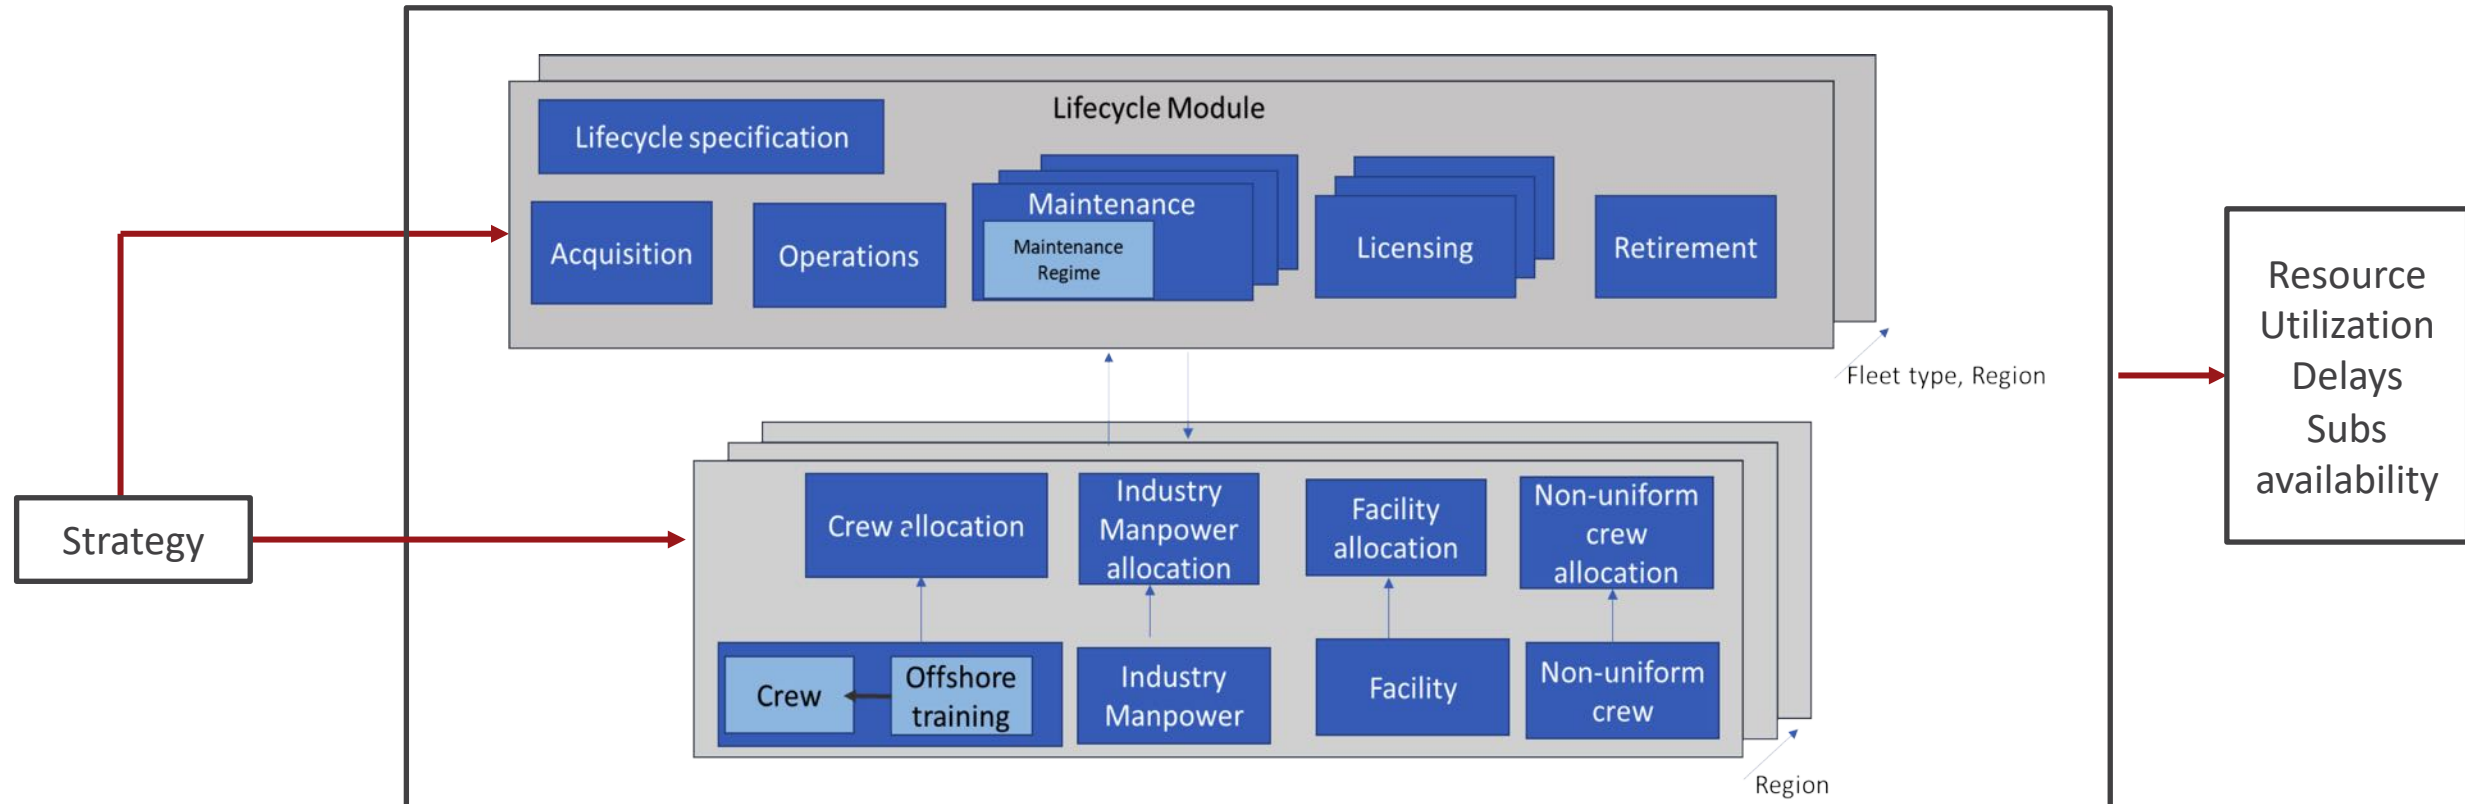 Lifecycle Module
Lifecycle specification
Acquisition
Operations
Maintenance
Maintenance
Regime
Licensing
Retirement
Fleet type, Region
Strategy
Crew allocation
Industry
Manpower
allocation
Facility
allocation
Non-uniform
crew
allocation
Crew
Offshore
training
Industry
Manpower
Facility
Non-uniform
crew
Region
Resource
Utilization
Delays
Subs
availability